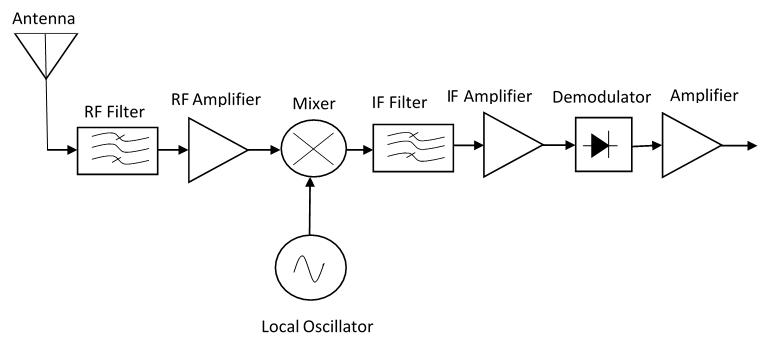 Antenna
RF Filter
RF Amplifier
Mixer
IF Filter
IF Amplifier
Demodulator
Amplifier
Local Oscillator